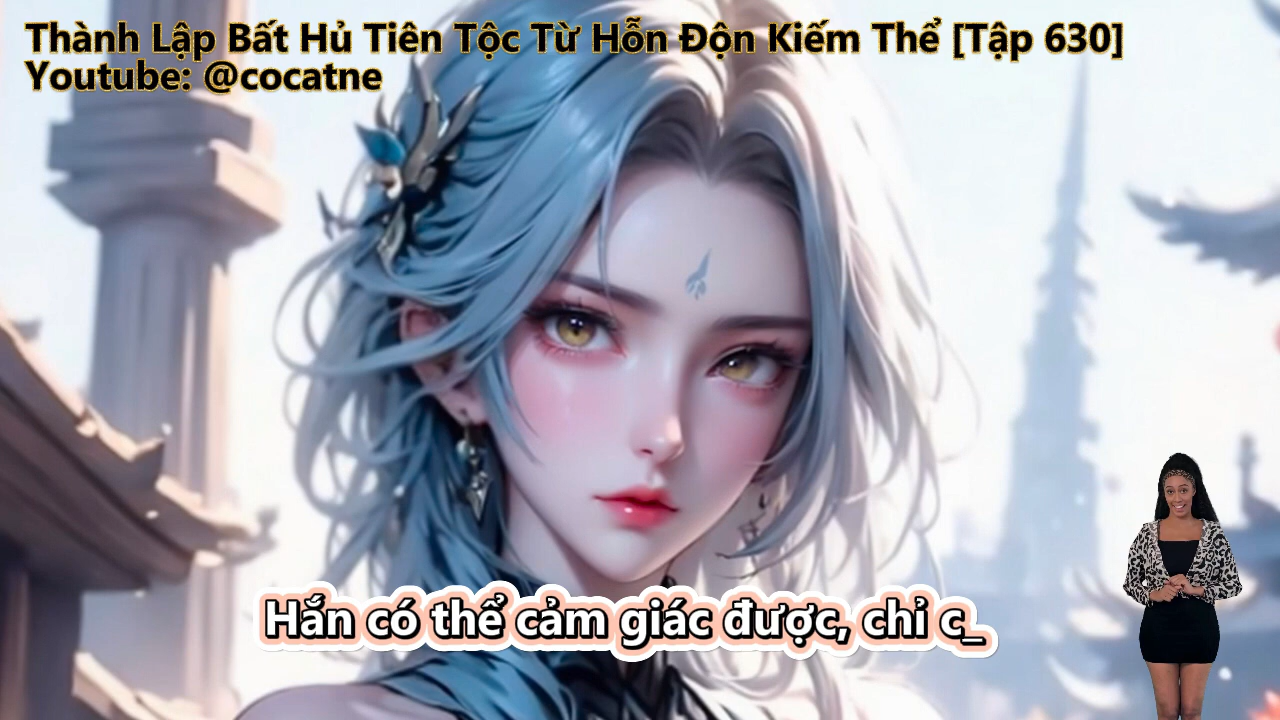 Thành Lập Bất Hủ Tiên Tộc Từ Hỗn Độn Kiếm Thể [Tập 630]
Youtube: @cocatne
Hắn có thể cảm giác được, chỉ c_